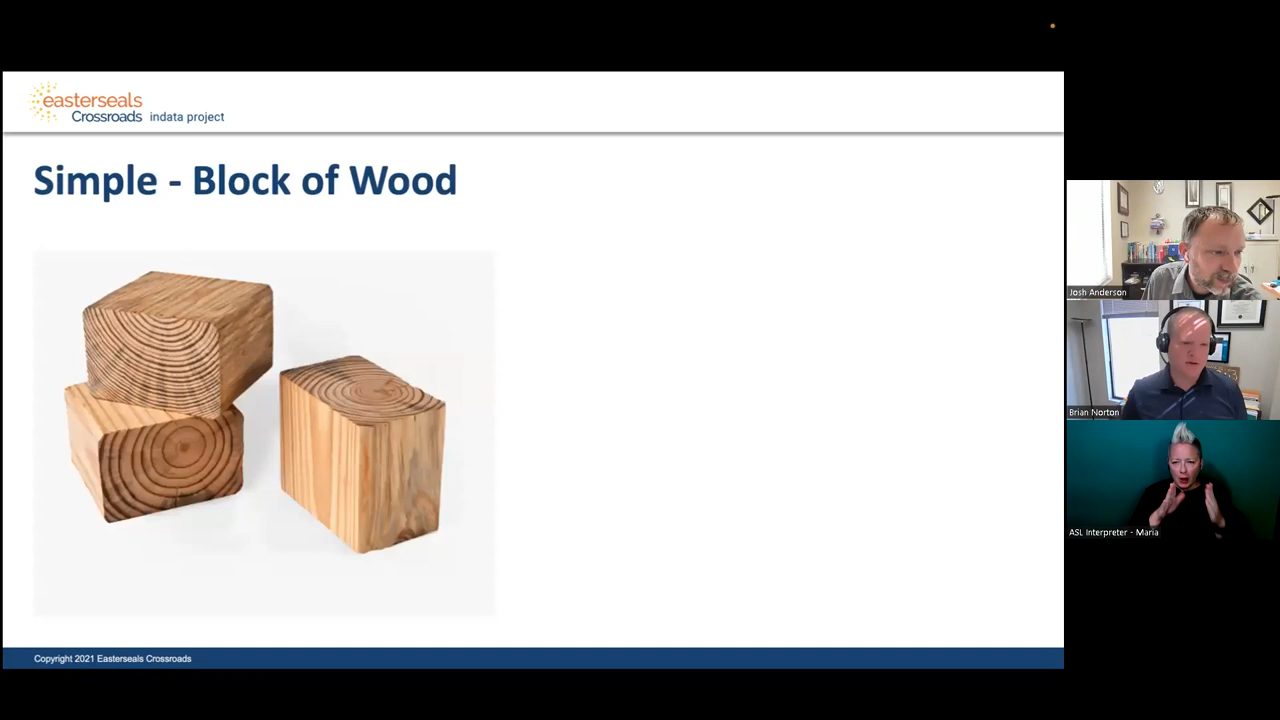 easterseals
Crossroads indata project
Simple - Block of Wood
Josh Anderson
Brian Norton
ASL Interpreter - Maria
Copyright 2021 Easterseals Crossroads